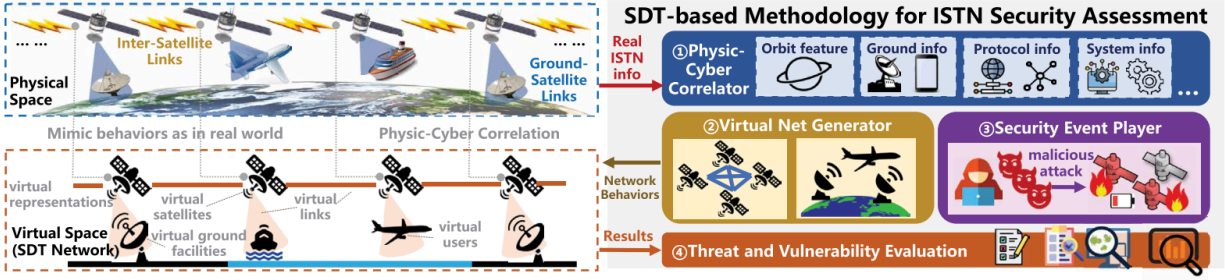 ... ...
Inter-Satellite
Links
... ...
Physical
Space
Ground-
Satellite
Links
Mimic behaviors as in real world
Physic-Cyber Correlation
virtual
representations
virtual
satellites
virtual
links
Virtual Space
(SDT Network)
virtual ground
facilities
virtual
users
Real
ISTN
info
Network
Behaviors
Results
SDT-based Methodology for ISTN Security Assessment
①Physic-
Cyber
Correlator
Orbit feature
Ground info
Protocol info
System info
...
②Virtual Net Generator
③Security Event Player
malicious
attack
④Threat and Vulnerability Evaluation